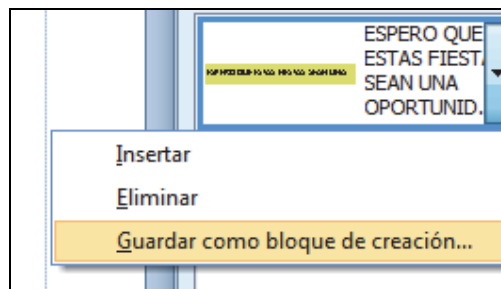 ESPERO QUE
ESTAS FIEST
SEAN UNA
OPORTUNID.
Insertar
Eliminar
Guardar como bloque de creación...